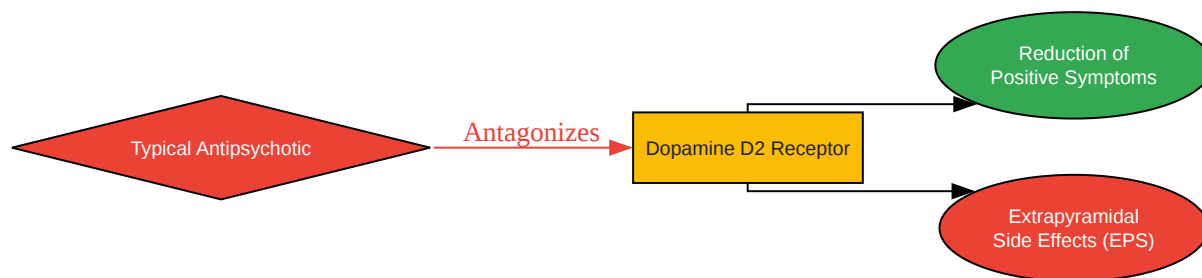 Typical Antipsychotic
Antagonizes
Dopamine D2 Receptor
Reduction of
Positive Symptoms
Extrapyramidal
Side Effects (EPS)